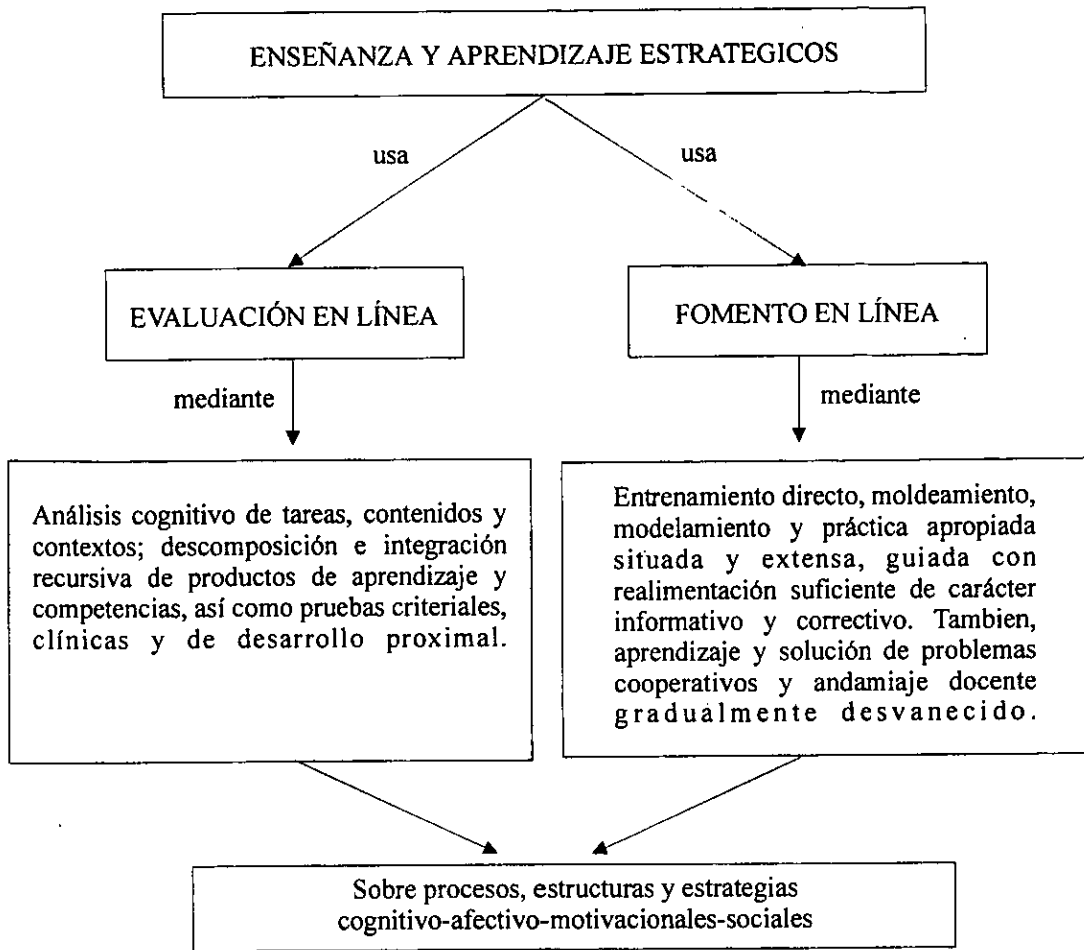 ENSEÑANZA Y APRENDIZAJE ESTRATEGICOS
usa
usa
EVALUACIÓN EN LÍNEA
FOMENTO EN LÍNEA
mediante
mediante
Análisis cognitivo de tareas, contenidos y
contextos; descomposición e integración
recursiva de productos de aprendizaje y
competencias, así como pruebas criteriales,
clínicas y de desarrollo proximal.
Entrenamiento directo, moldeamiento,
modelamiento y práctica apropiada
situada y extensa, guiada con
realimentación suficiente de carácter
informativo y correctivo. Tambien,
aprendizaje y solución de problemas
cooperativos y andamiaje docente
gradualmente desvanecido.
Sobre procesos, estructuras y estrategias
cognitivo-afectivo-motivacionales-sociales